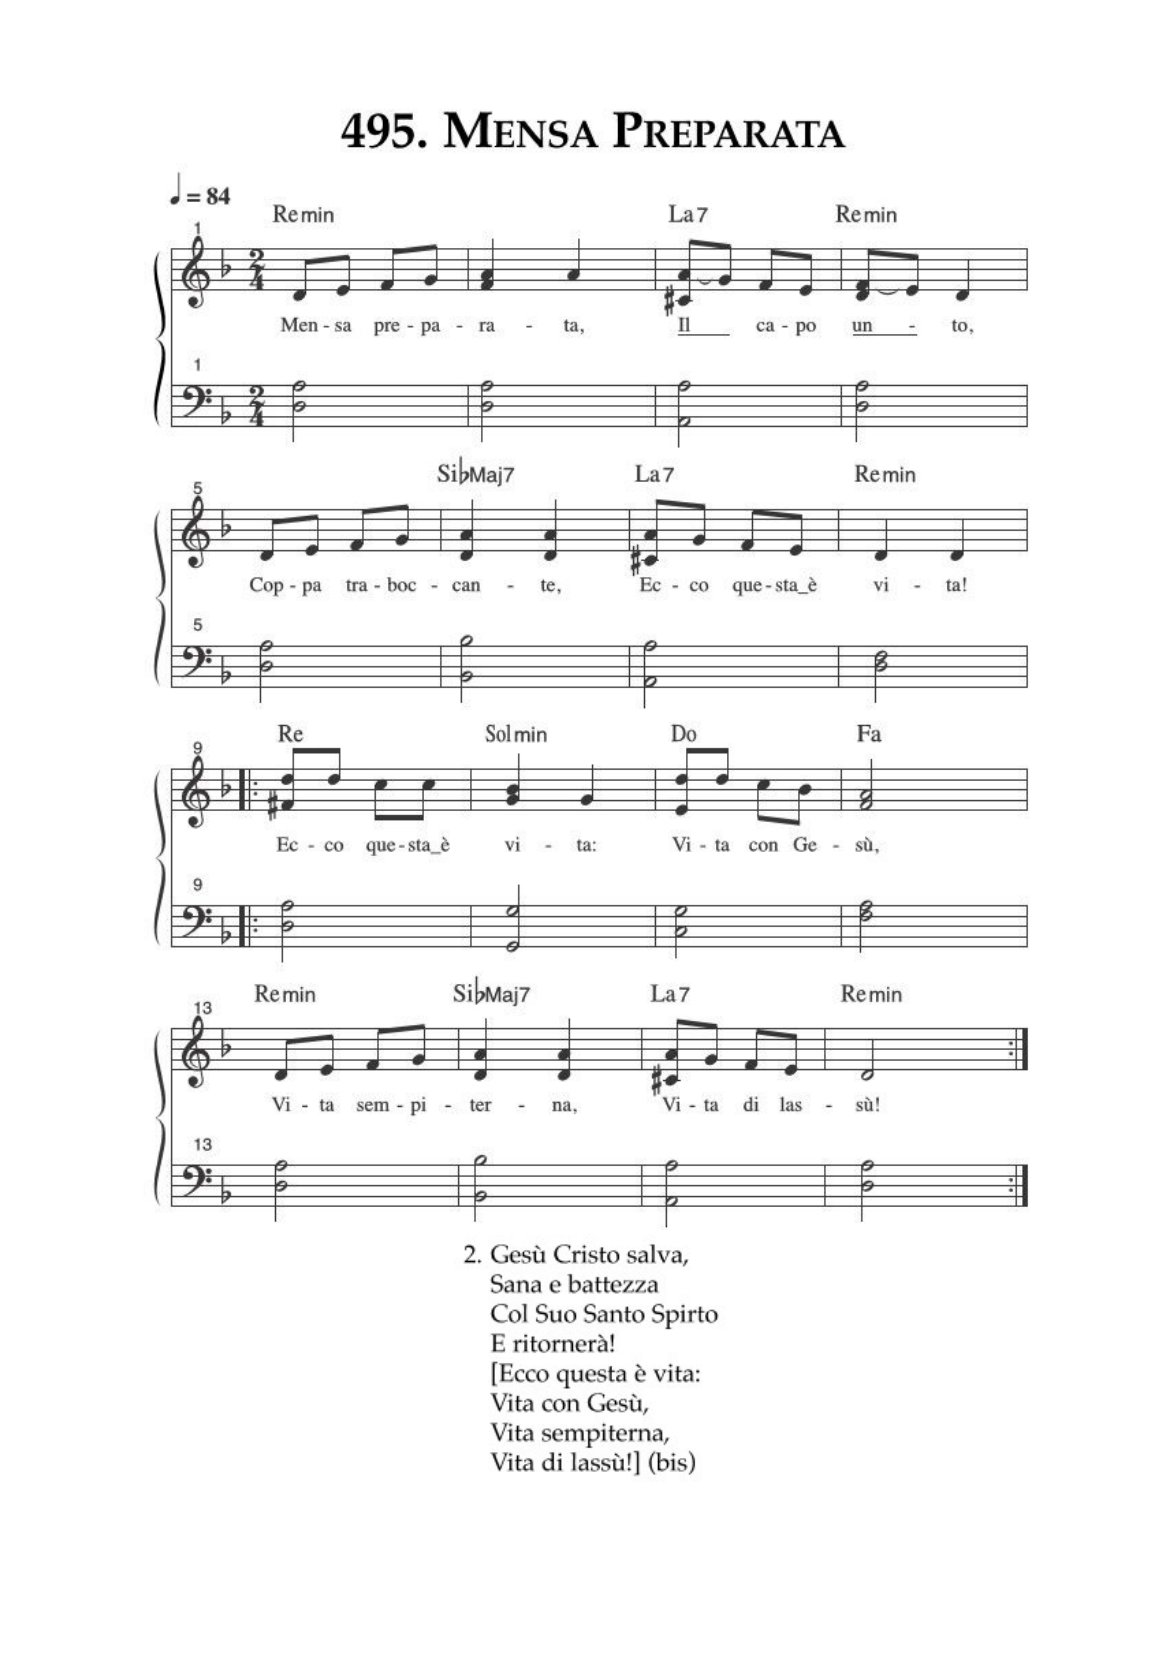 495. Mensa Preparata
= 84
Remin La7 Remin
1
2 4
Men - sa pre - pa - ra - ta, Il ca - po un - to,
1
2 4
Si♭Maj7 La7 Remin
5
Cop - pa tra - boc - can - te, Ec - co que - sta_è vi - ta!
5
Re Solmin Do Fa
9
Ec - co que - sta_è vi - ta: Vi - ta con Ge - sù,
9
Remin Si♭Maj7 La7 Remin
13
Vi - ta sem - pi - ter - na, Vi - ta di las - sù!
13
2. Gesù Cristo salva,
Sana e battezza
Col Suo Santo Spirto
E ritornerà!
[Ecco questa è vita:
Vita con Gesù,
Vita sempiterna,
Vita di lassù!] (bis)